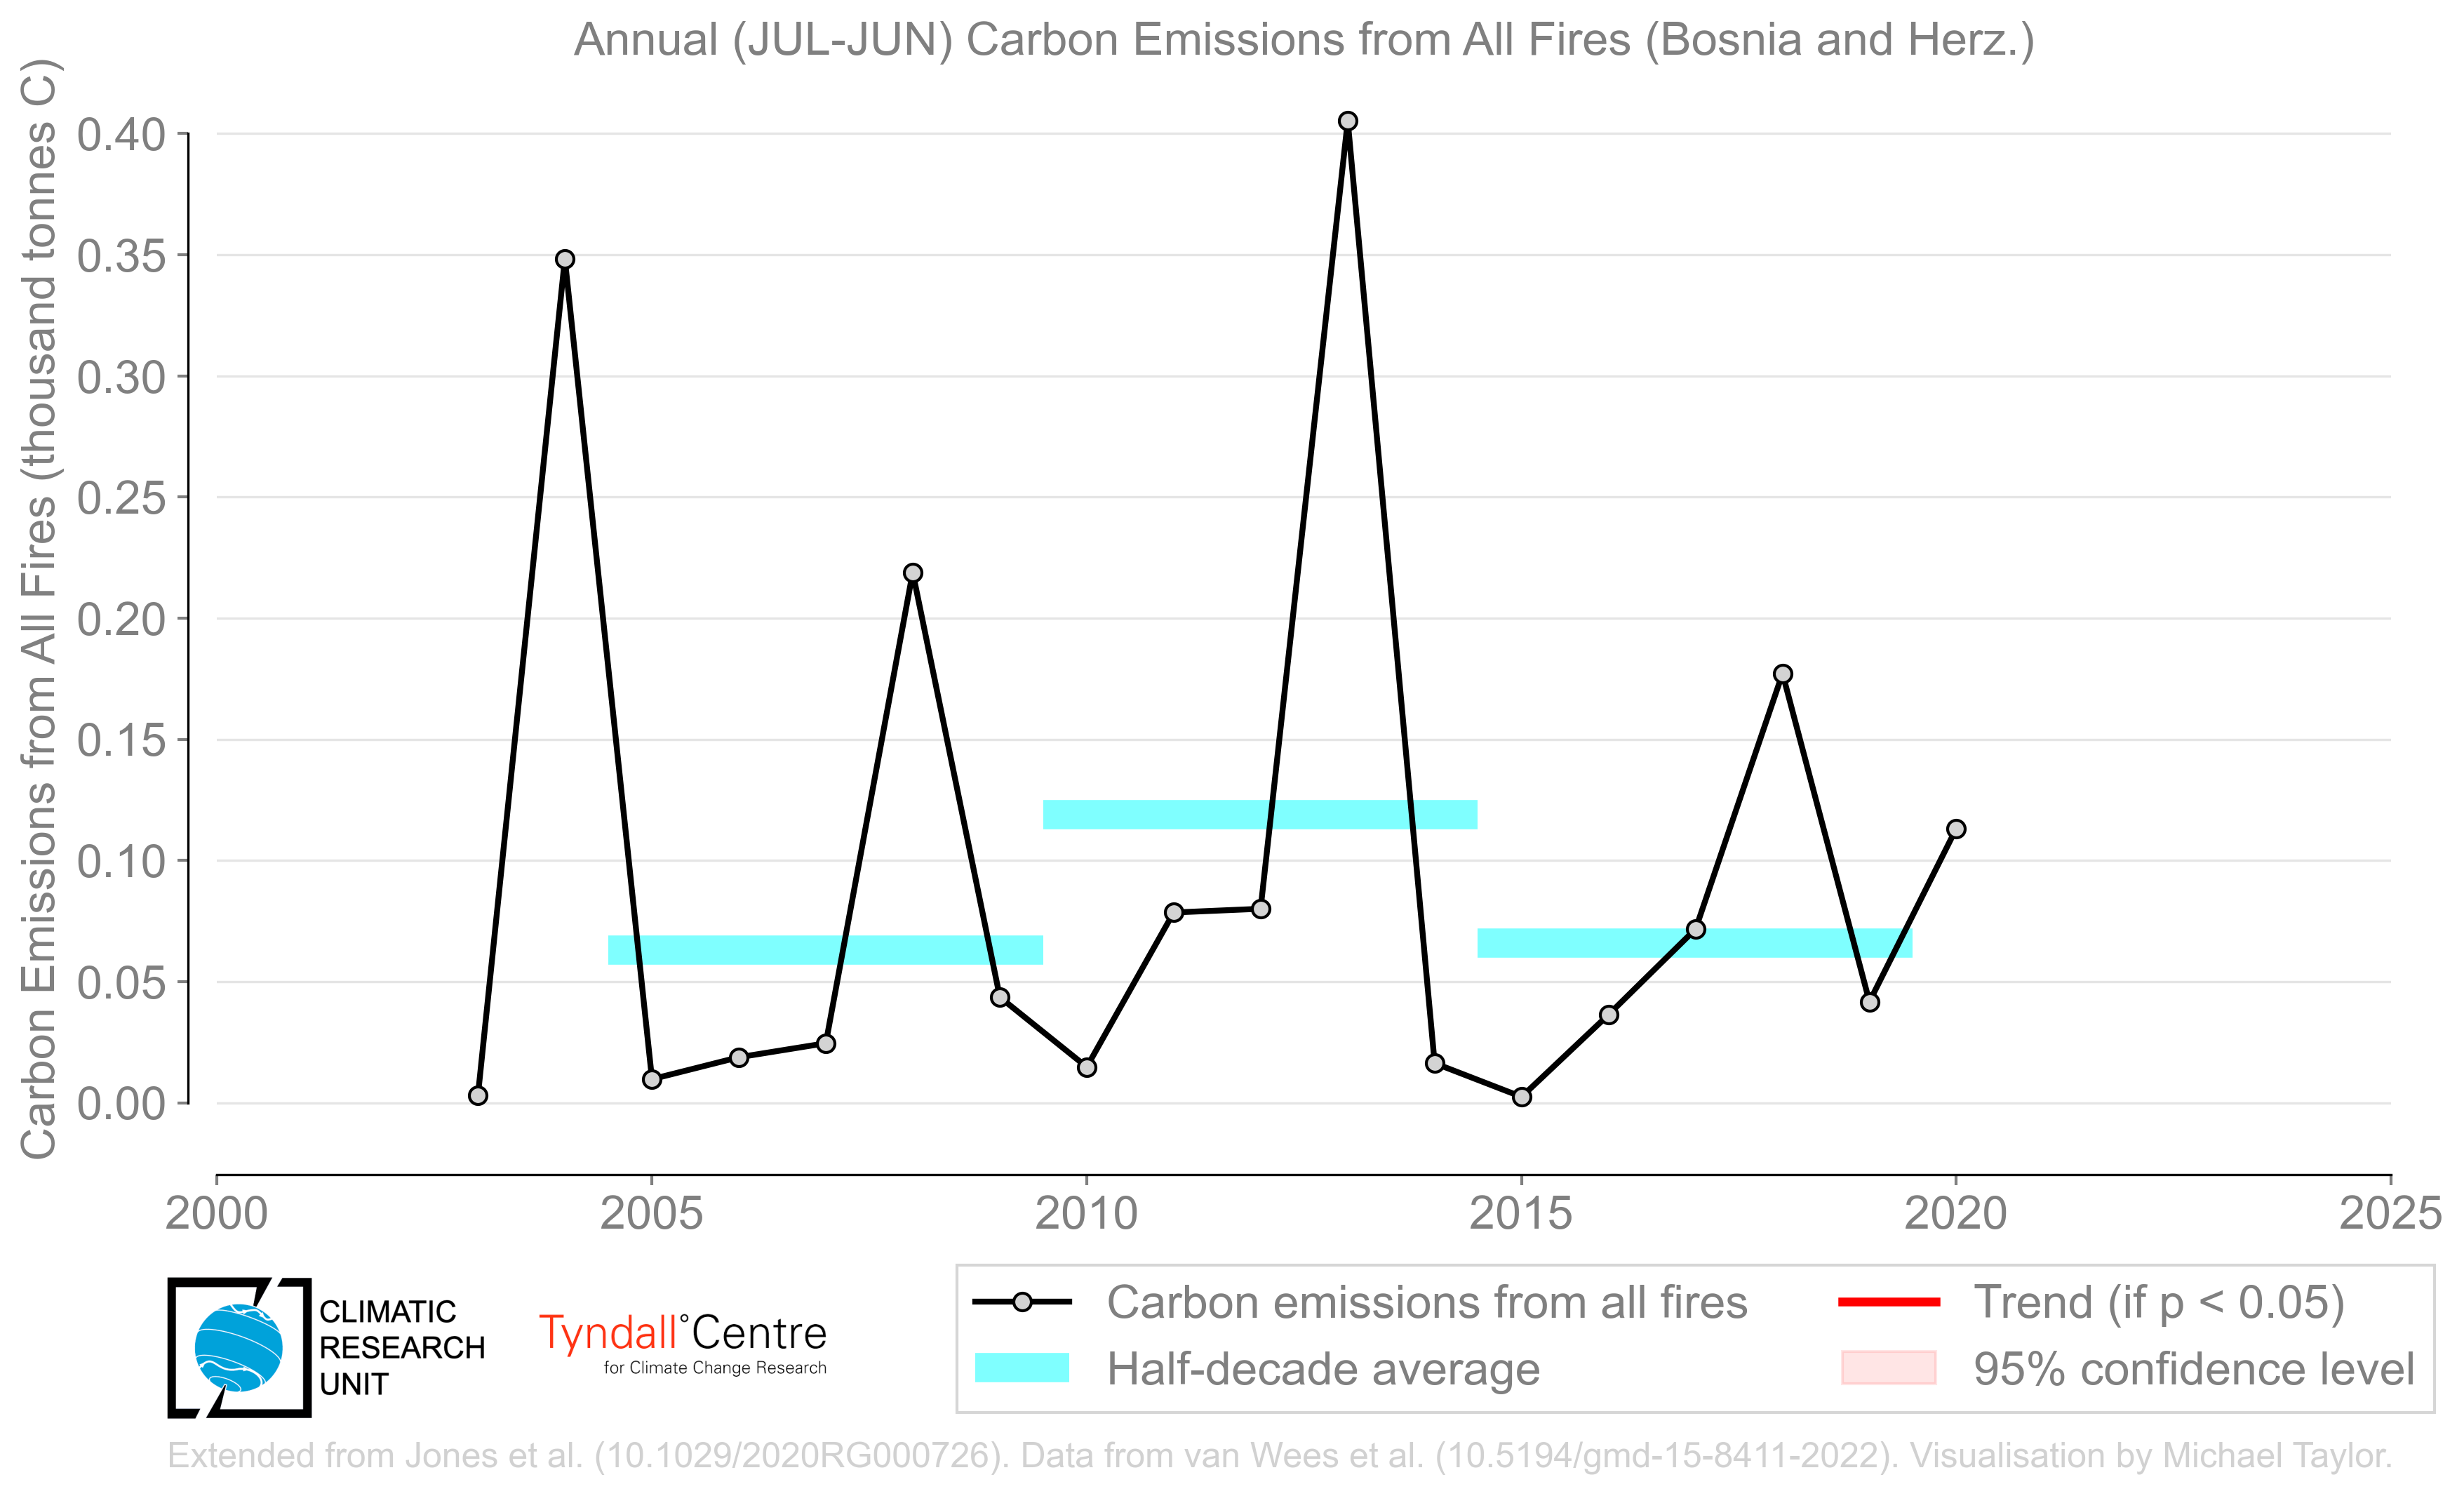 Annual (JUL-JUN) Carbon Emissions from All Fires (Bosnia and Herz.)
Carbon Emissions from All Fires (thousand tonnes C)
0.40
0.35
0.30
0.25
0.20
0.15
0.10
0.05
0.00
2000 2005 2010 2015 2020 2025
CLIMATIC
RESEARCH
UNIT
Tyndall°Centre
for Climate Change Research
Carbon emissions from all fires
Half-decade average
Trend (if p < 0.05)
95% confidence level
Extended from Jones et al. (10.1029/2020RG000726). Data from van Wees et al. (10.5194/gmd-15-8411-2022). Visualisation by Michael Taylor.